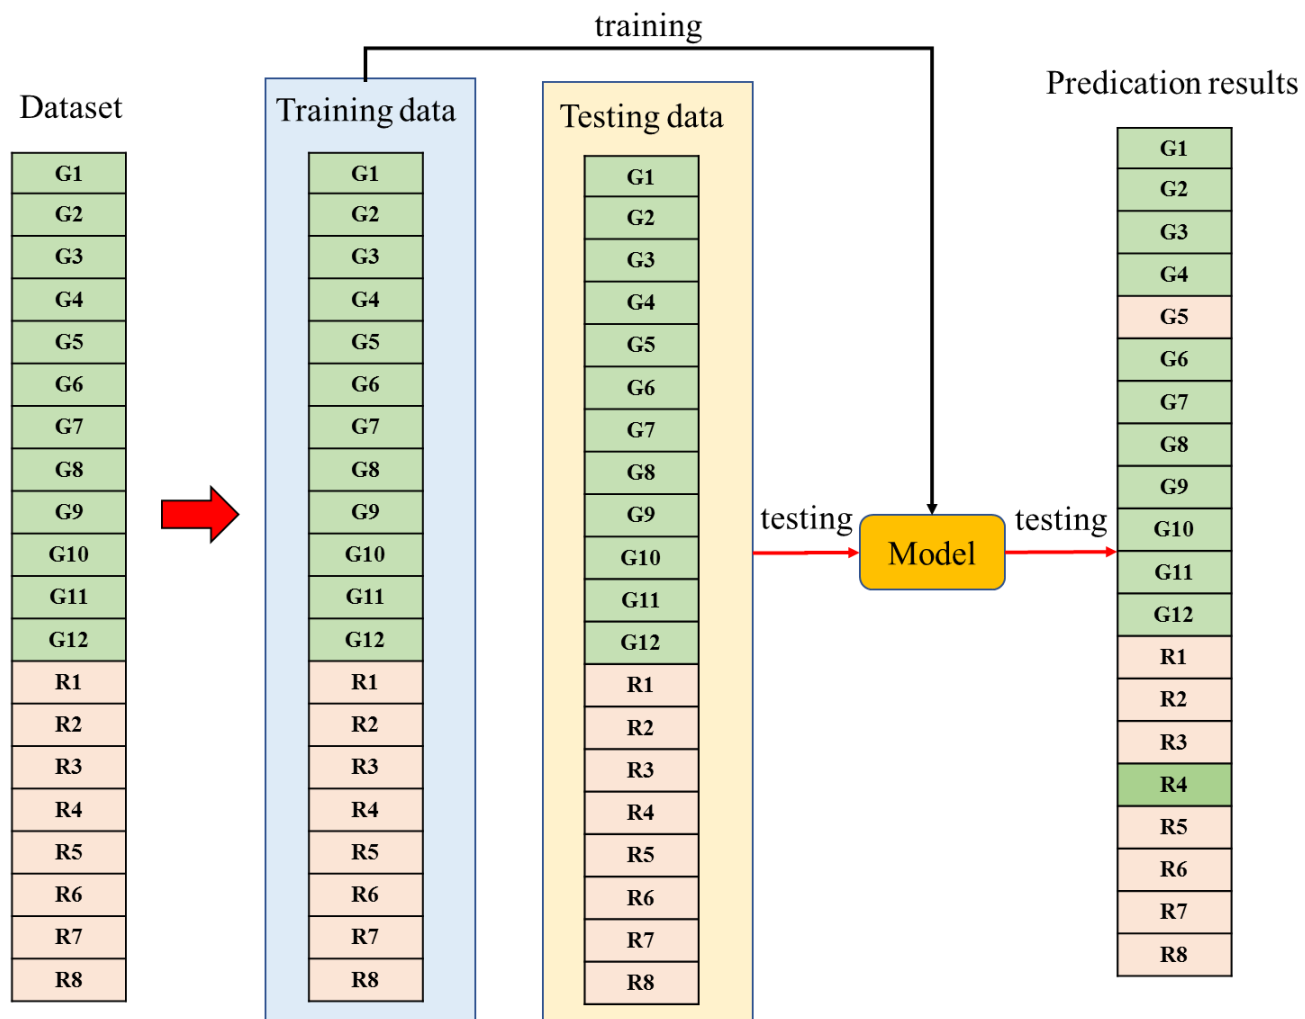 training
Dataset
G1
G2
G3
G4
G5
G6
G7
G8
G9
G10
G11
G12
R1
R2
R3
R4
R5
R6
R7
R8
Training data
G1
G2
G3
G4
G5
G6
G7
G8
G9
G10
G11
G12
R1
R2
R3
R4
R5
R6
R7
R8
Testing data
G1
G2
G3
G4
G5
G6
G7
G8
G9
G10
G11
G12
R1
R2
R3
R4
R5
R6
R7
R8
testing
Model
testing
Predication results
G1
G2
G3
G4
G5
G6
G7
G8
G9
G10
G11
G12
R1
R2
R3
R4
R5
R6
R7
R8